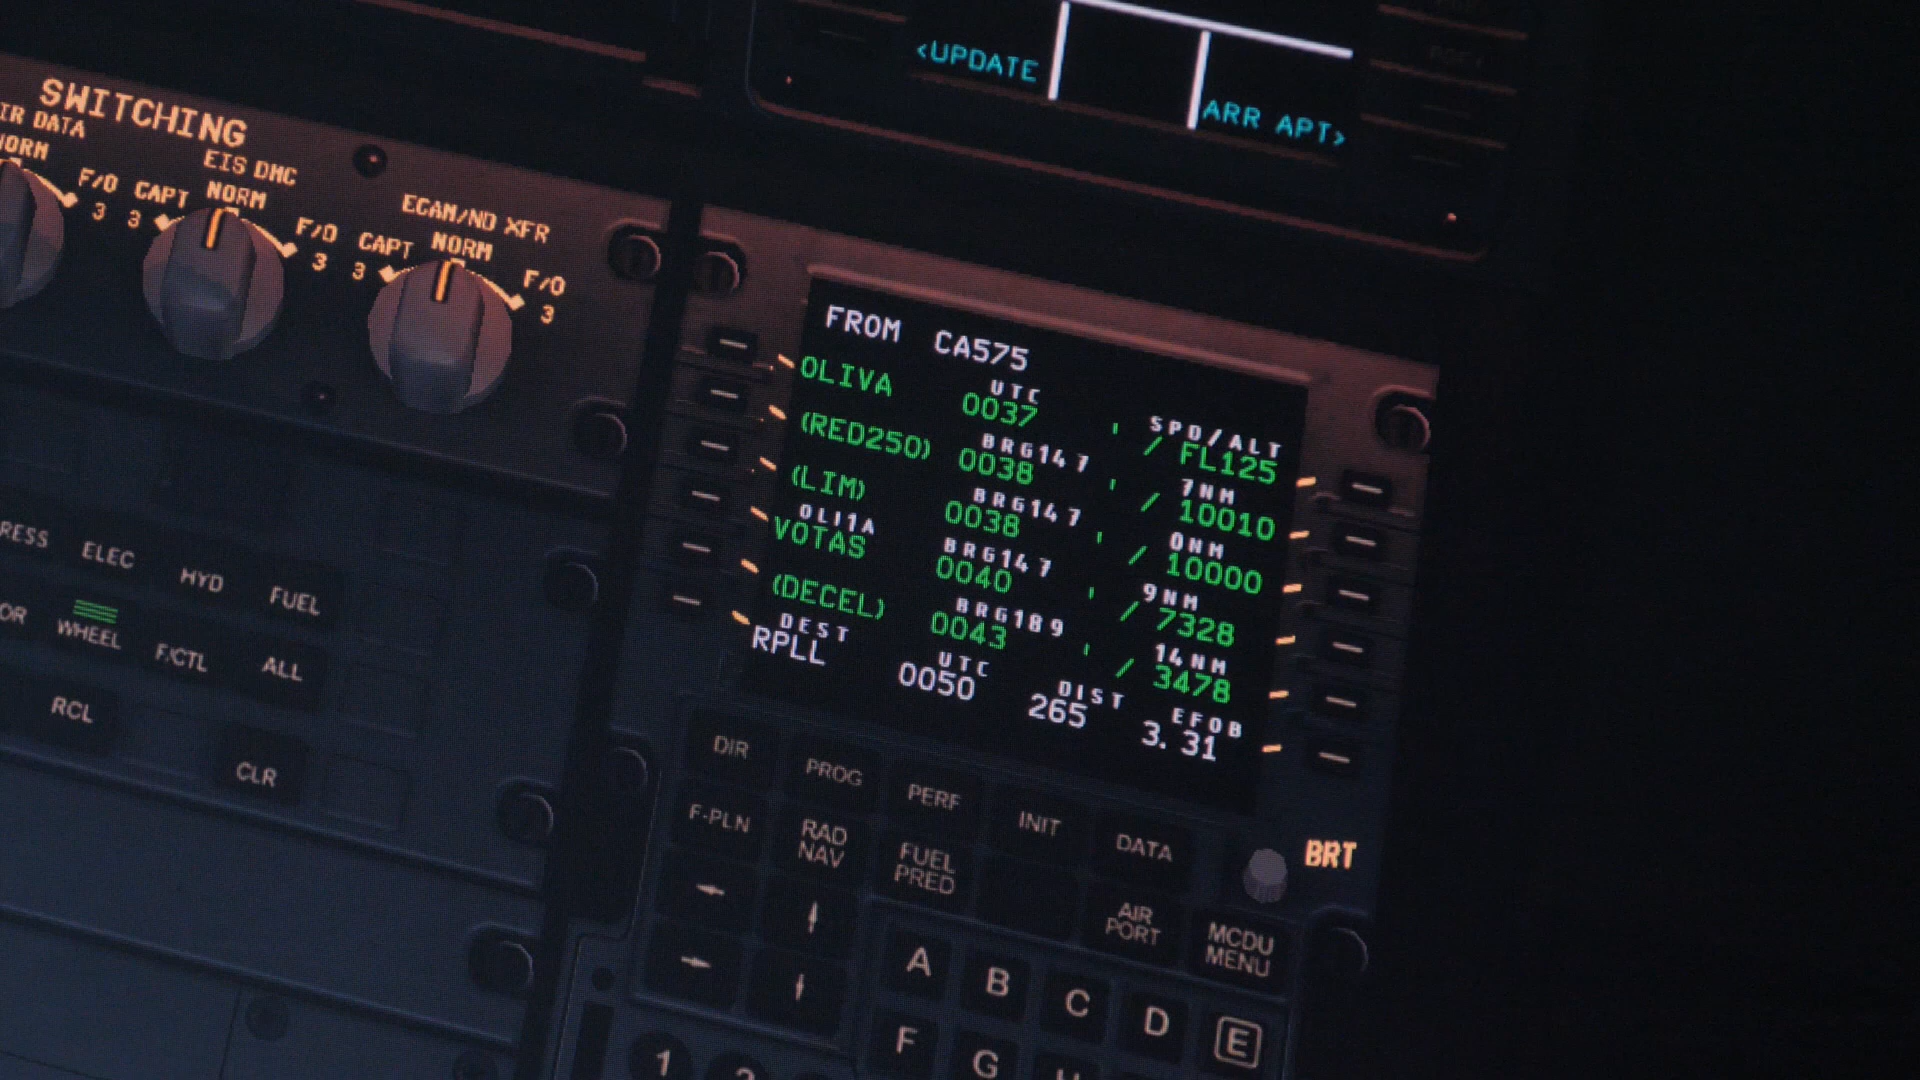 <UPDATE
ARR APT>
SWITCHING
IR DATA
NORM
F/O
3
EIS DMC
CAPT NORM F/O
3 3
ECAM/ND XFR
CAPT NORM F/O
3 3
FROM CA575
UTC SPD/ALT
OLIVA 0037 / FL125
BRG147 7NM
(RED250) 0038 / 10010
BRG147 0NM
(LIM) 0038 / 10000
OLI1A BRG147 9NM
VOTAS 0040 / 7328
BRG189 14NM
(DECEL) 0043 / 3478
DEST UTC DIST EFOB
RPLL 0050 265 3.31
RESS ELEC HYD FUEL
OR WHEEL F/CTL ALL
RCL
CLR
DIR PROG PERF INIT DATA
BRT
F-PLN RAD NAV FUEL PRED AIR PORT MCDU MENU
A B C D E
F G
1